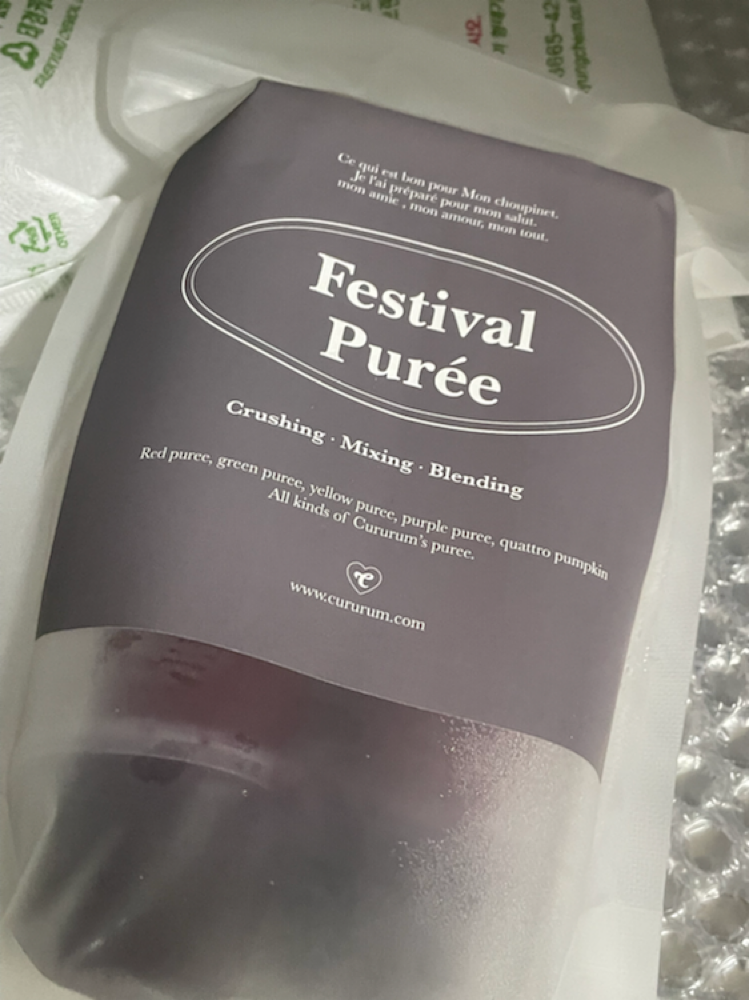 Ce qui est bon pour Mon choupinet.
Je l'ai préparé pour mon salut.
mon amie , mon amour, mon tout.
Festival
Purée
Crushing · Mixing · Blending
Red puree, green puree, yellow puree, purple puree, quattro pumpkin
All kinds of Cururum's puree.
www.cururum.com
OTHER